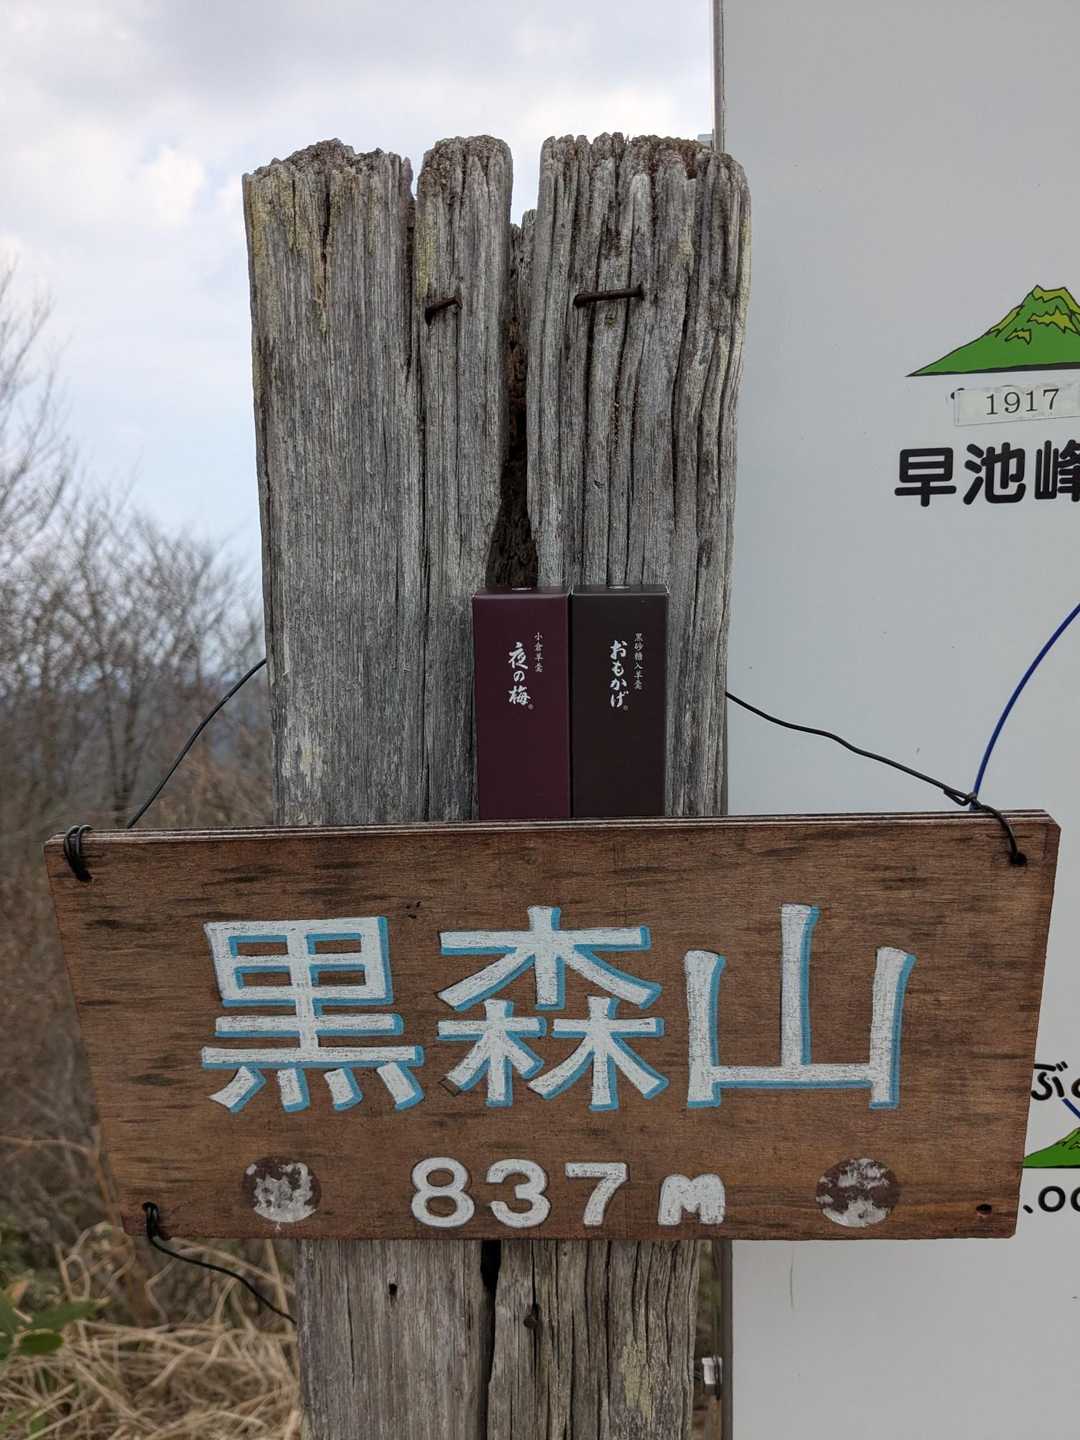 1917
早池峰
小倉羊羹
夜の梅®
黒砂糖入羊羹
おもかげ®
黒森山
837m